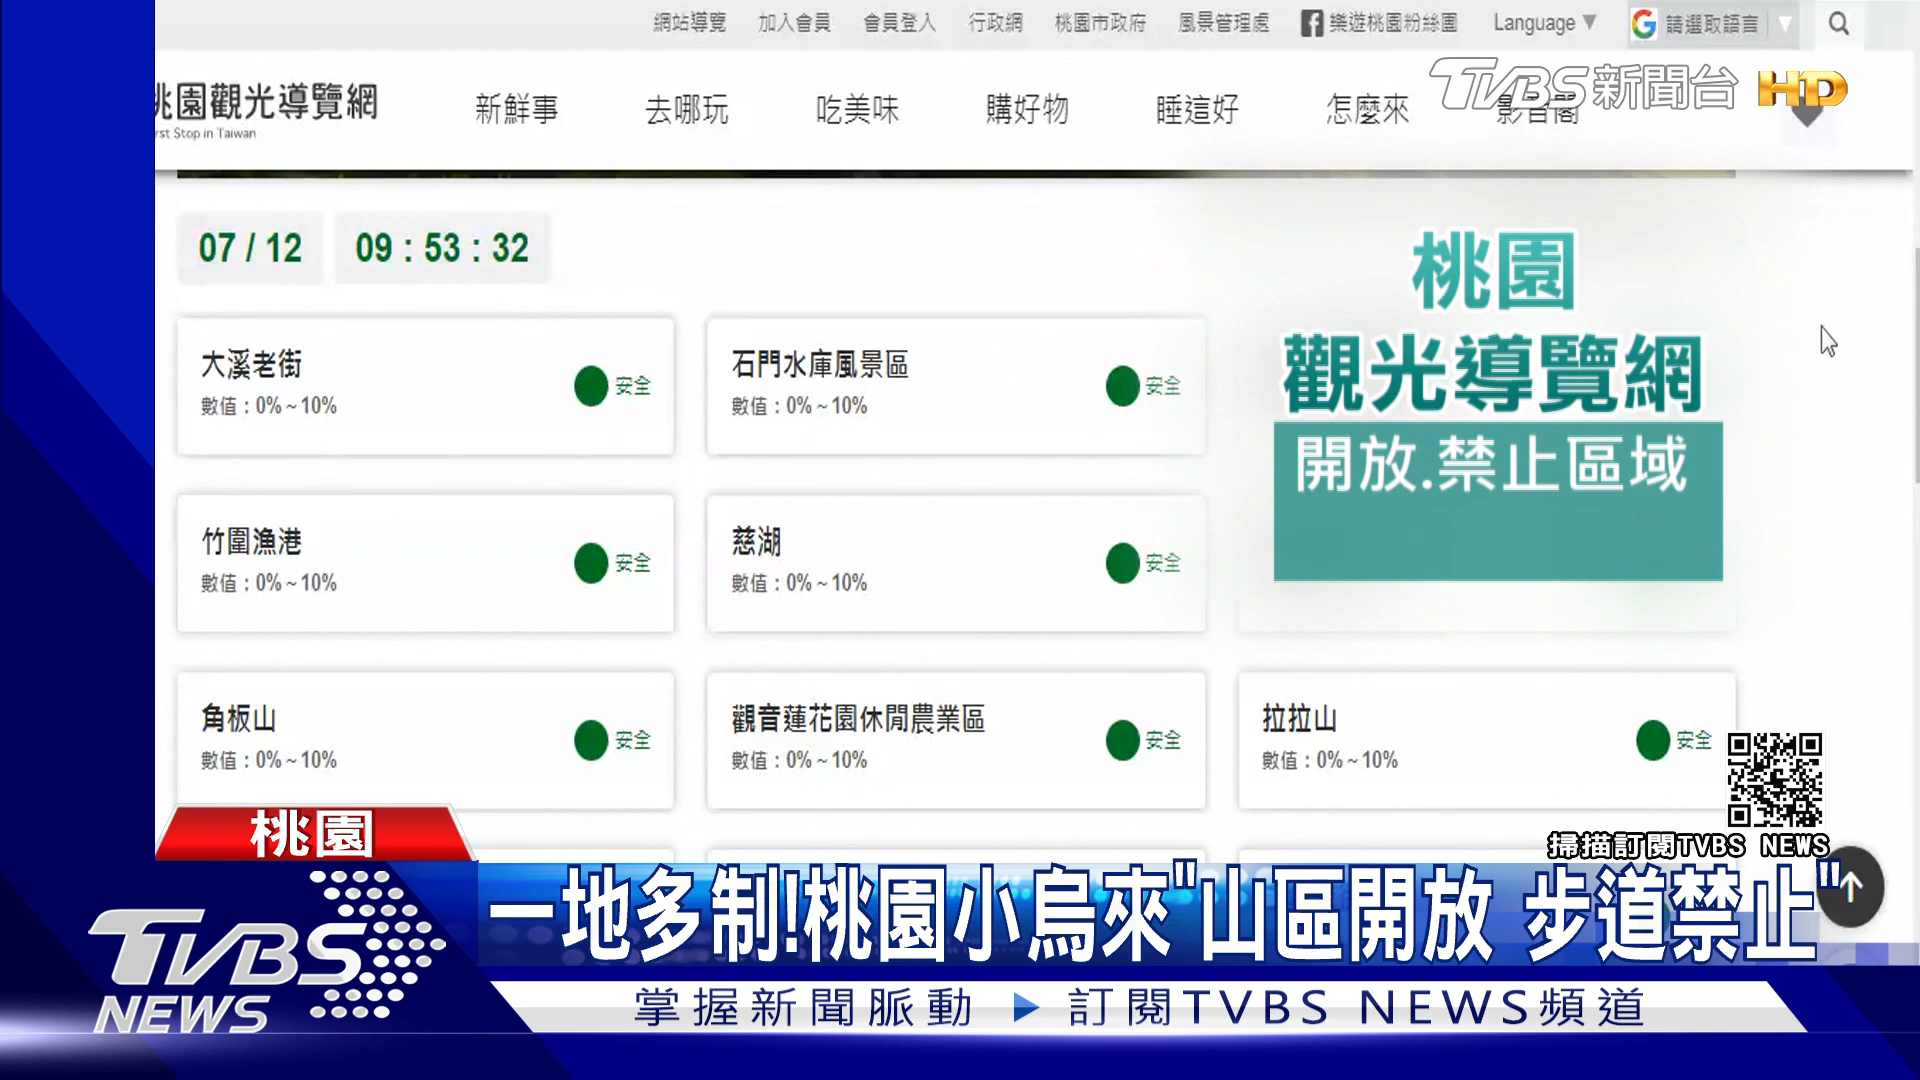 網站導覽 加入會員 會員登入 行政網 桃園市政府 風景管理處 樂遊桃園粉絲團 Language 請選取語言
TVBS新聞台 HD
桃園觀光導覽網
rst Stop in Taiwan
新鮮事 去哪玩 吃美味 購好物 睡這好 怎麼來 影音閣
07 / 12 09 : 53 : 32
桃園
觀光導覽網
開放.禁止區域
大溪老街
數值：0% ~ 10%
安全
石門水庫風景區
數值：0% ~ 10%
安全
竹圍漁港
數值：0% ~ 10%
安全
慈湖
數值：0% ~ 10%
安全
角板山
數值：0% ~ 10%
安全
觀音蓮花園休閒農業區
數值：0% ~ 10%
安全
拉拉山
數值：0% ~ 10%
安全
掃描訂閱TVBS NEWS
桃園
一地多制!桃園小烏來"山區開放 步道禁止"
TVBS
NEWS
掌握新聞脈動 ▶ 訂閱TVBS NEWS頻道